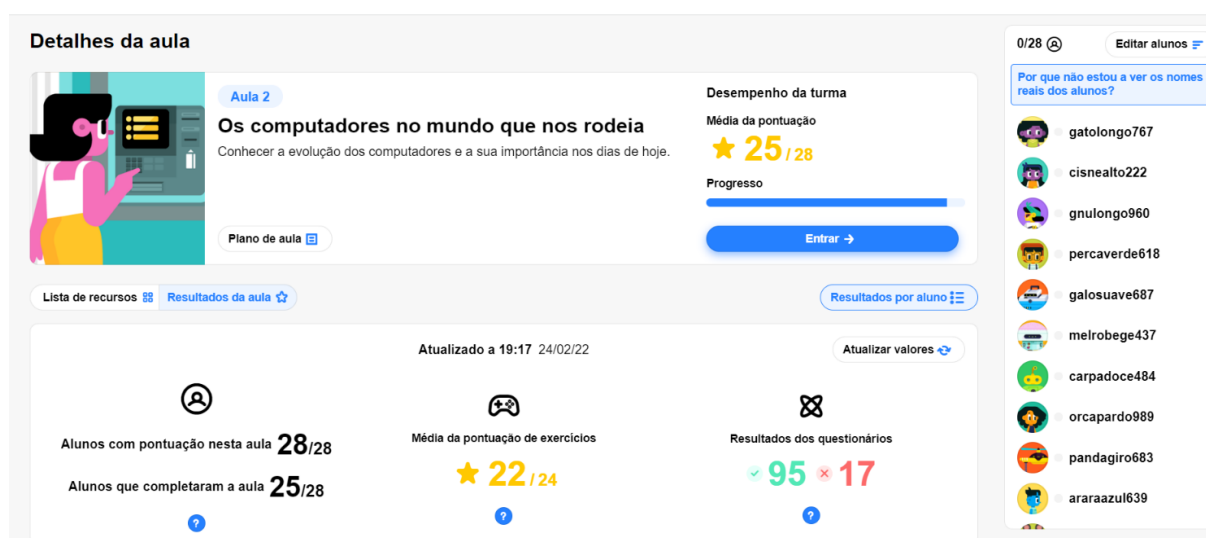 Detalhes da aula
Aula 2
Os computadores no mundo que nos rodeia
Conhecer a evolução dos computadores e a sua importância nos dias de hoje.
Plano de aula
Desempenho da turma
Média da pontuação
25 / 28
Progresso
Entrar →
Lista de recursos
Resultados da aula
Resultados por aluno
Atualizado a 19:17 24/02/22
Atualizar valores
Alunos com pontuação nesta aula 28/28
Alunos que completaram a aula 25/28
?
Média da pontuação de exercícios
22 / 24
?
Resultados dos questionários
95 17
?
0/28
Editar alunos
Por que não estou a ver os nomes
reais dos alunos?
gatolongo767
cisnealto222
gnulongo960
percaverde618
galosuave687
melrobege437
carpadoce484
orcapardo989
pandagiro683
araraazul639